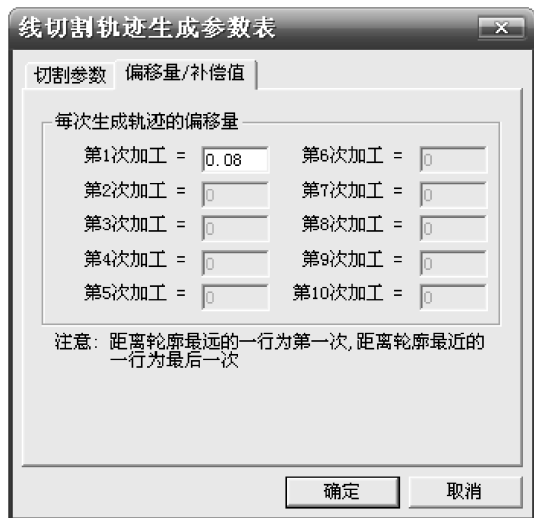 线切割轨迹生成参数表
切割参数 偏移量/补偿值
每次生成轨迹的偏移量
第1次加工 = 0.08 第6次加工 = 0
第2次加工 = 0 第7次加工 = 0
第3次加工 = 0 第8次加工 = 0
第4次加工 = 0 第9次加工 = 0
第5次加工 = 0 第10次加工 = 0
注意: 距离轮廓最远的一行为第一次,距离轮廓最近的
一行为最后一次
确定 取消